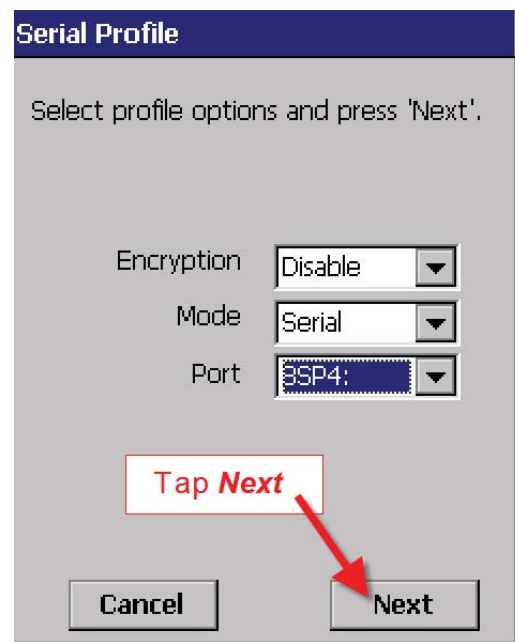 Serial Profile
Select profile options and press 'Next'.
Encryption Disable
Mode Serial
Port BSP4:
Tap Next
Cancel Next